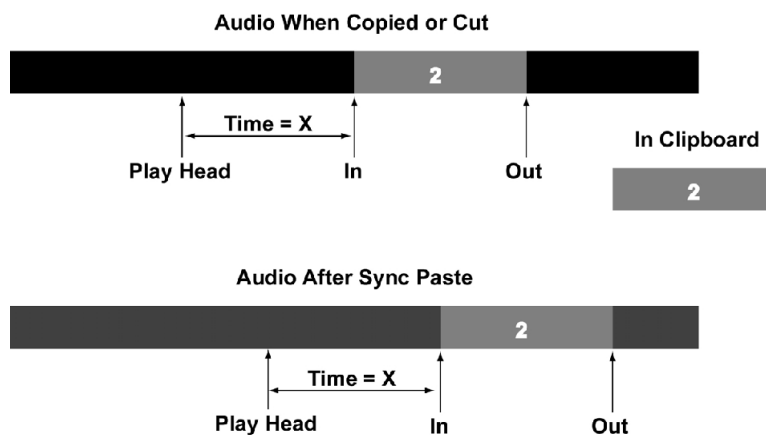 Audio When Copied or Cut
2
Time = X
Play Head
In
Out
In Clipboard
2
Audio After Sync Paste
2
Time = X
Play Head
In
Out